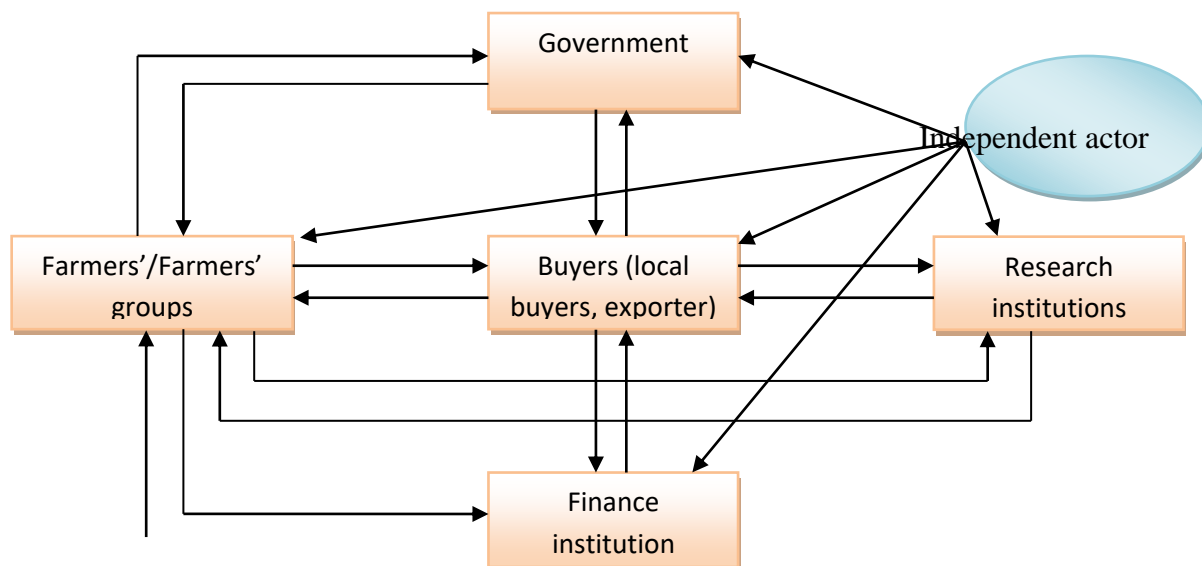 Government
Independent actor
Farmers’/Farmers’
groups
Buyers (local
buyers, exporter)
Research
institutions
Finance
institution